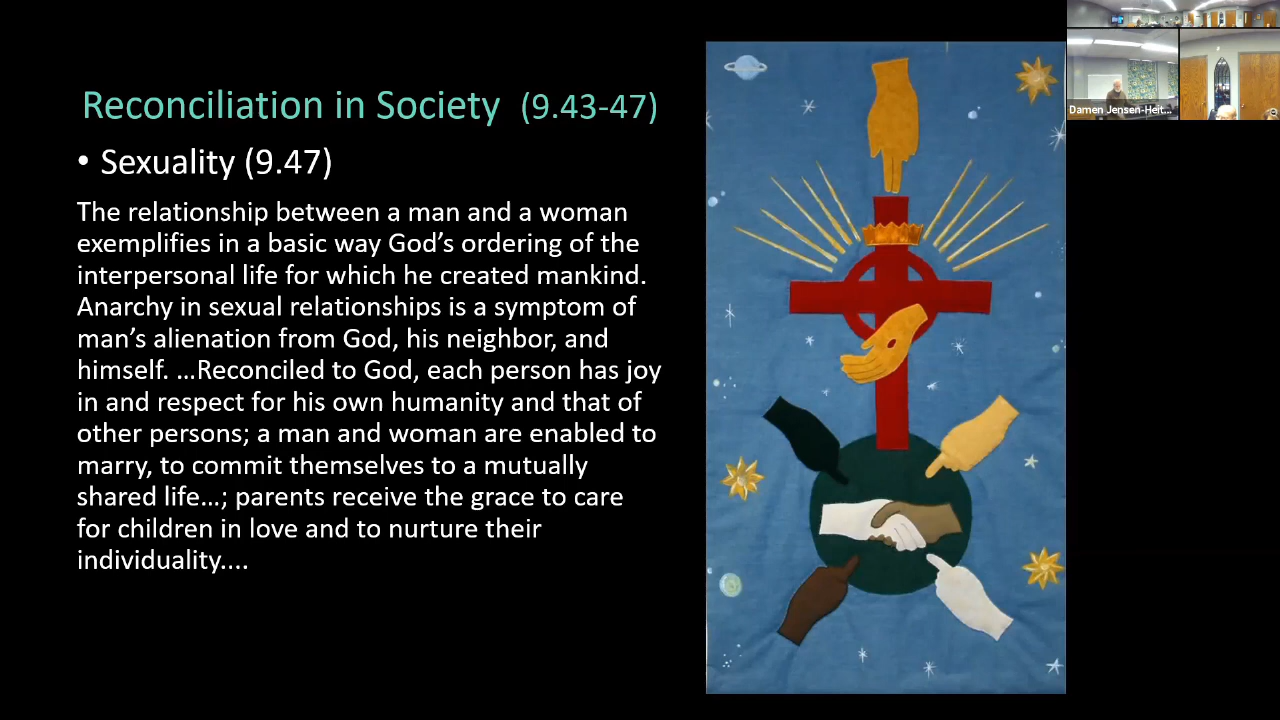 Reconciliation in Society (9.43-47)
• Sexuality (9.47)
The relationship between a man and a woman
exemplifies in a basic way God’s ordering of the
interpersonal life for which he created mankind.
Anarchy in sexual relationships is a symptom of
man’s alienation from God, his neighbor, and
himself. …Reconciled to God, each person has joy
in and respect for his own humanity and that of
other persons; a man and woman are enabled to
marry, to commit themselves to a mutually
shared life…; parents receive the grace to care
for children in love and to nurture their
individuality....
Damen Jensen-Heit...